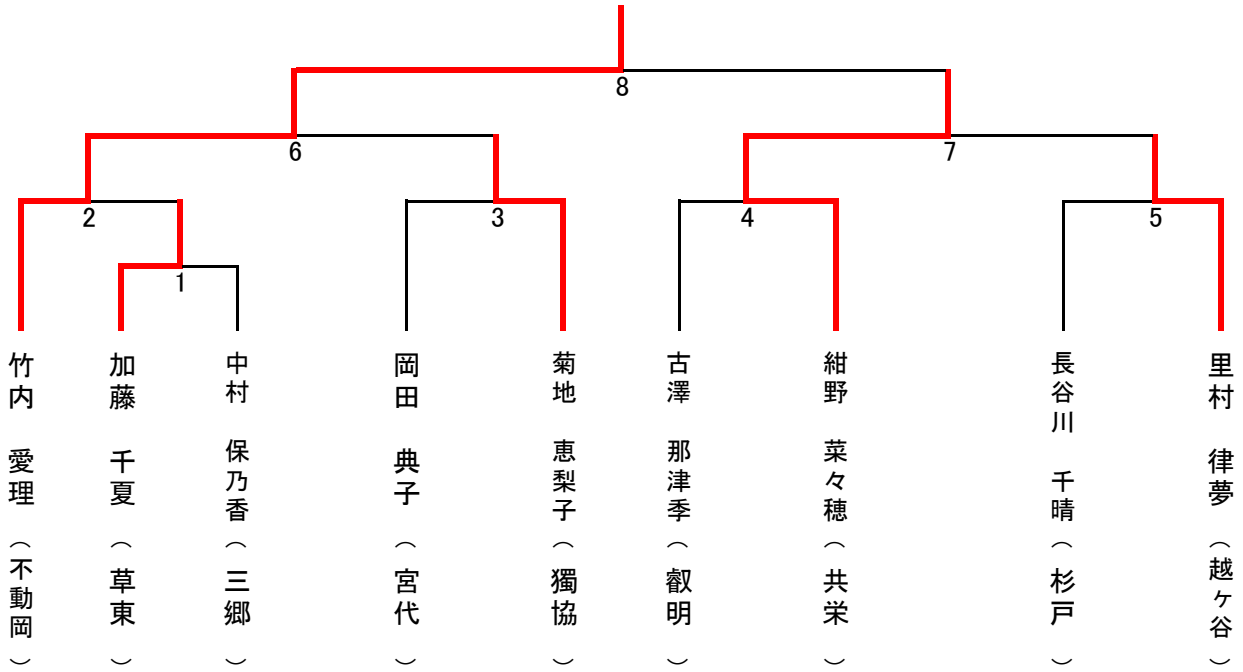 8
6
7
2
3
4
5
1
竹内 愛理 (不動岡)
加藤 千夏 (草東)
中村 保乃香 (三郷)
岡田 典子 (宮代)
菊地 恵梨子 (獨協)
古澤 那津季 (叡明)
紺野 菜々穂 (共栄)
長谷川 千晴 (杉戸)
里村 律夢 (越ヶ谷)